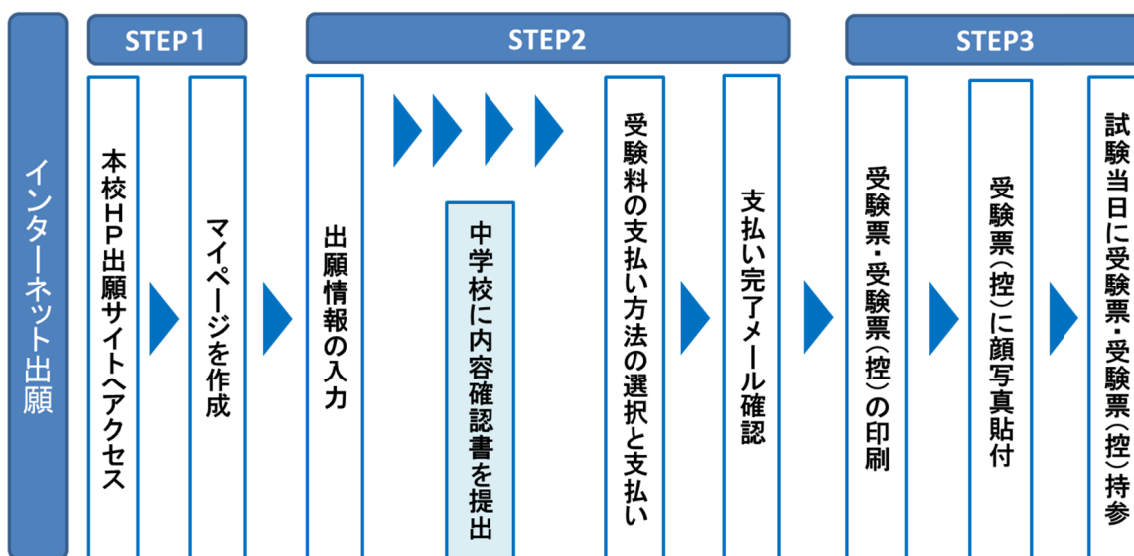 インターネット出願
STEP1
本校HP出願サイトへアクセス
マイページを作成
STEP2
出願情報の入力
中学校に内容確認書を提出
受験料の支払い方法の選択と支払い
支払い完了メール確認
STEP3
受験票・受験票(控)の印刷
受験票(控)に顔写真貼付
試験当日に受験票・受験票(控)持参